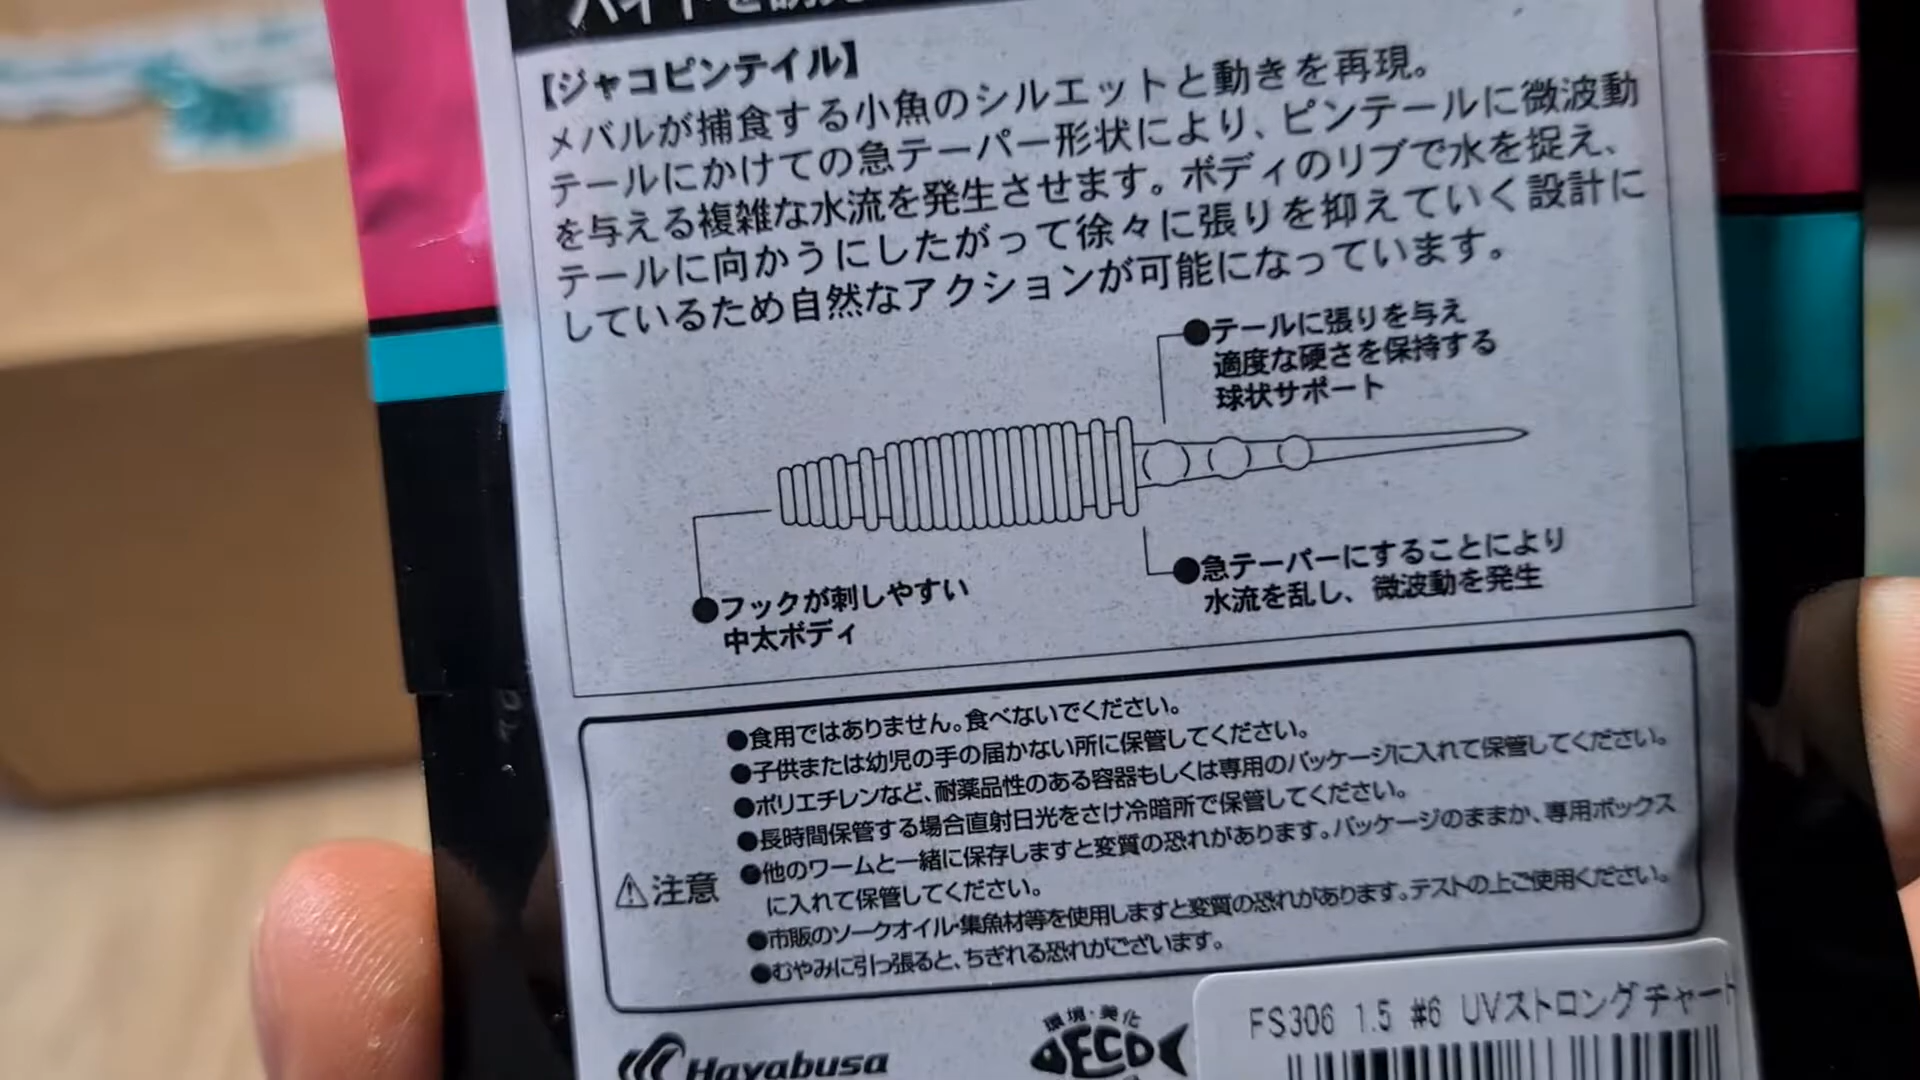 バイトを誘
【ジャコピンテイル】
メバルが捕食する小魚のシルエットと動きを再現。
テールにかけての急テーパー形状により、ピンテールに微波動
を与える複雑な水流を発生させます。ボディのリブで水を捉え、
テールに向かうにしたがって徐々に張りを抑えていく設計に
しているため自然なアクションが可能になっています。
●テールに張りを与え
適度な硬さを保持する
球状サポート
●フックが刺しやすい
中太ボディ
●急テーパーにすることにより
水流を乱し、微波動を発生
⚠注意
●食用ではありません。食べないでください。
●子供または幼児の手の届かない所に保管してください。
●ポリエチレンなど、耐薬品性のある容器もしくは専用のパッケージに入れて保管してください。
●長時間保管する場合直射日光をさけ冷暗所で保管してください。
●他のワームと一緒に保存しますと変質の恐れがあります。パッケージのままか、専用ボックス
に入れて保管してください。
●市販のソークオイル・集魚材等を使用しますと変質の恐れがあります。テストの上ご使用ください。
●むやみに引っ張ると、ちぎれる恐れがございます。
Hayabusa
環境・美化
ECO
FS306 1.5 #6 UVストロングチャート